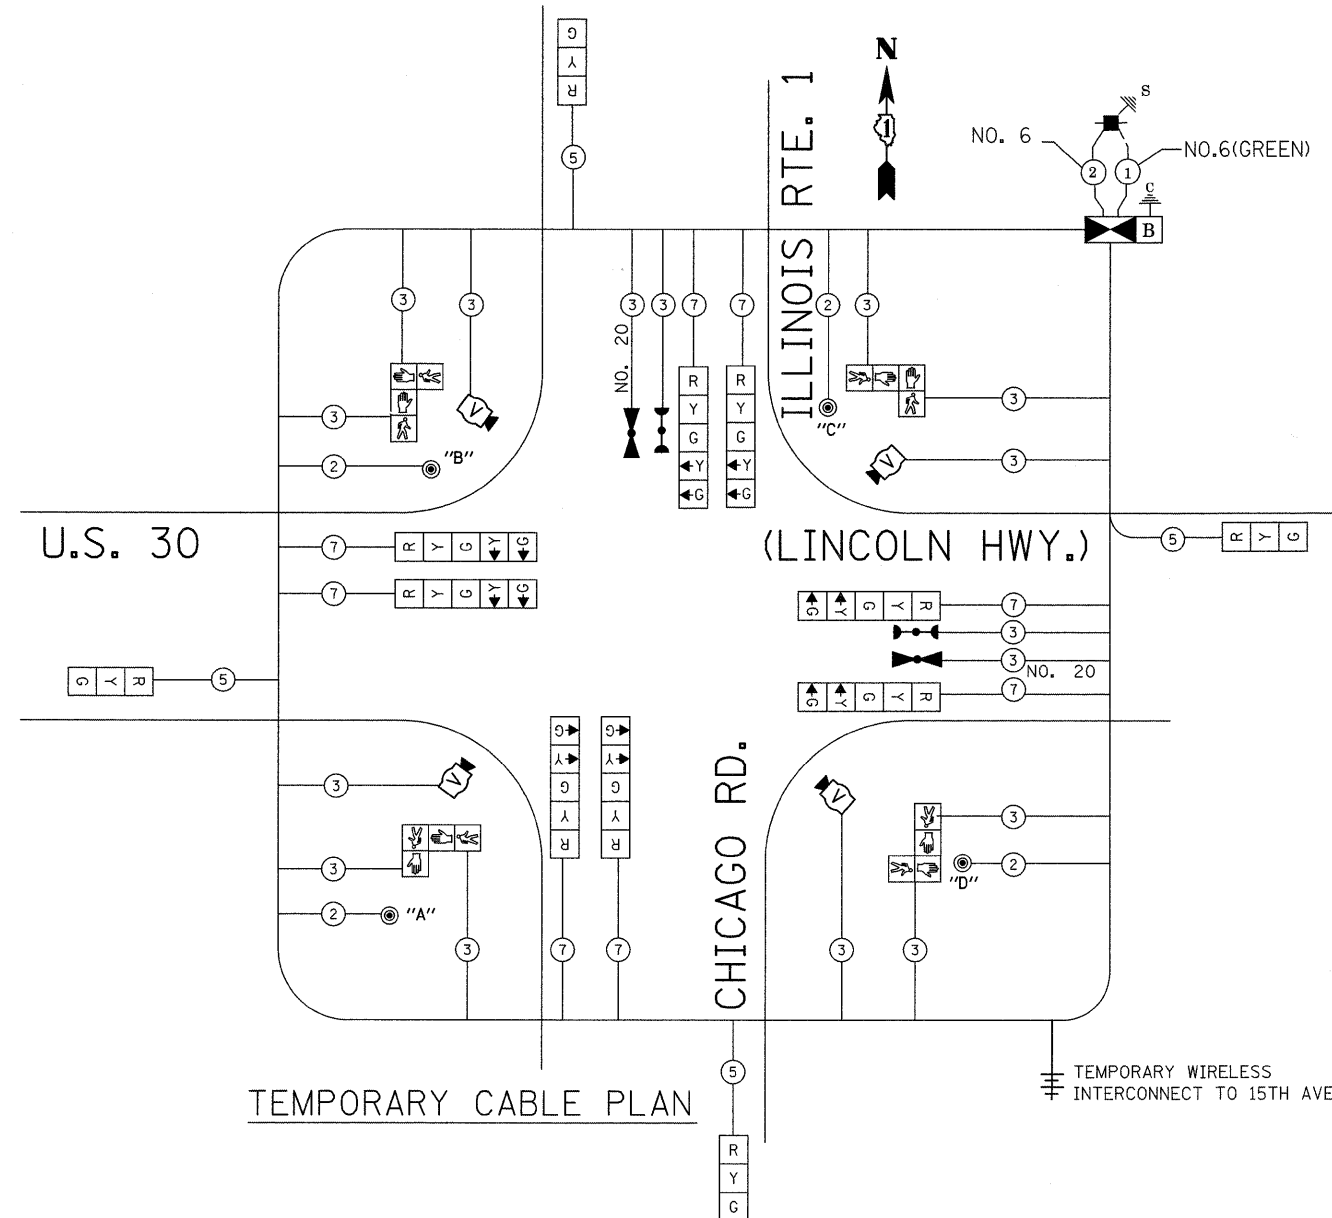 G
Y
R
5
N
1
ILLINOIS RTE. 1
S
NO. 6
NO.6(GREEN)
2
1
C
B
3
3
3
3
7
7
2
3
NO. 20
R
Y
G
Y
G
R
Y
G
Y
G
3
V
"C"
3
2
"B"
V
3
U.S. 30
(LINCOLN HWY.)
7
R Y G Y G
5
R Y G
7
R Y G Y G
G Y G Y R
7
3
3
NO. 20
G Y R
5
G Y G Y R
7
G
Y
G
Y
R
G
Y
G
Y
R
CHICAGO RD.
3
V
V
3
3
2
"D"
2
"A"
3
7
7
3
3
5
TEMPORARY WIRELESS
INTERCONNECT TO 15TH AVE
TEMPORARY CABLE PLAN
R
Y
G